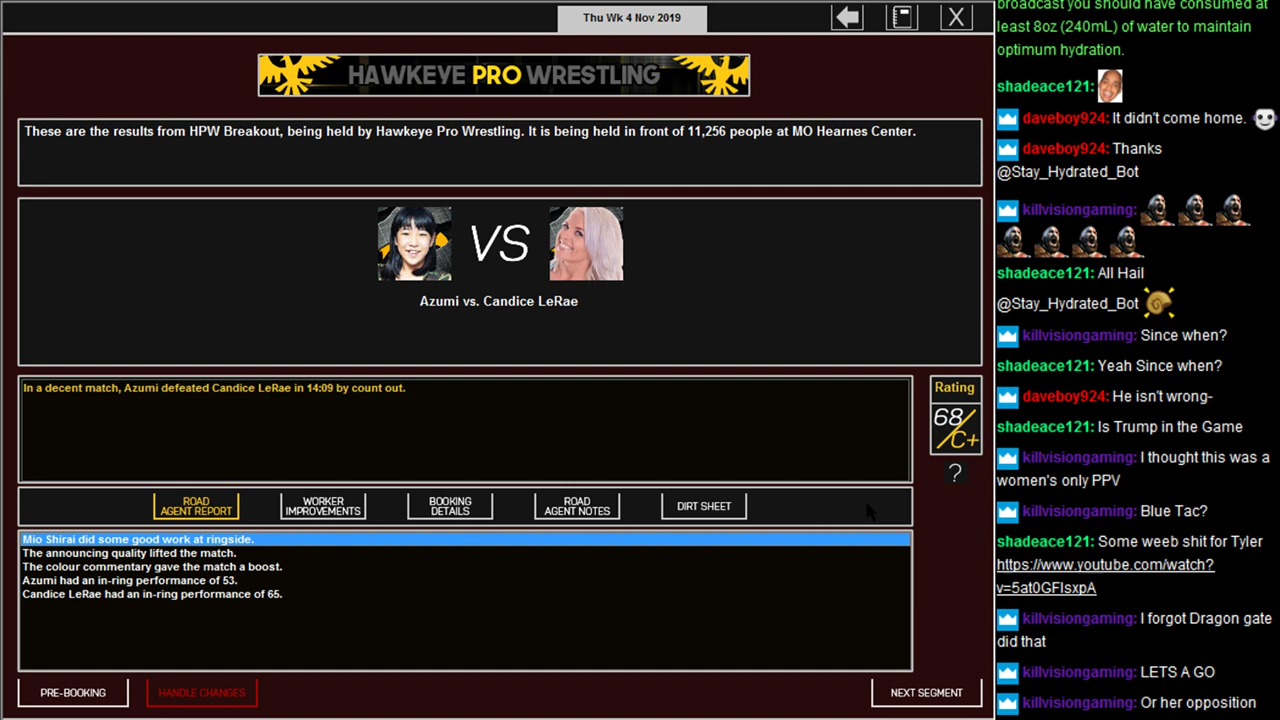 Thu Wk 4 Nov 2019
X
HAWKEYE PRO WRESTLING
These are the results from HPW Breakout, being held by Hawkeye Pro Wrestling. It is being held in front of 11,256 people at MO Hearnes Center.
VS
Azumi vs. Candice LeRae
In a decent match, Azumi defeated Candice LeRae in 14:09 by count out.
Rating
68/C+
?
ROAD
AGENT REPORT
WORKER
IMPROVEMENTS
BOOKING
DETAILS
ROAD
AGENT NOTES
DIRT SHEET
Mio Shirai did some good work at ringside.
The announcing quality lifted the match.
The colour commentary gave the match a boost.
Azumi had an in-ring performance of 53.
Candice LeRae had an in-ring performance of 65.
PRE-BOOKING
HANDLE CHANGES
NEXT SEGMENT
broadcast you should have consumed at
least 8oz (240mL) of water to maintain
optimum hydration.
shadeace121:
daveboy924: It didn't come home.
daveboy924: Thanks
@Stay_Hydrated_Bot
killvisiongaming:
shadeace121: All Hail
@Stay_Hydrated_Bot
killvisiongaming: Since when?
shadeace121: Yeah Since when?
daveboy924: He isn't wrong-
shadeace121: Is Trump in the Game
killvisiongaming: I thought this was a
women's only PPV
killvisiongaming: Blue Tac?
shadeace121: Some weeb shit for Tyler
https://www.youtube.com/watch?
v=5at0GFIsxpA
killvisiongaming: I forgot Dragon gate
did that
killvisiongaming: LETS A GO
killvisiongaming: Or her opposition